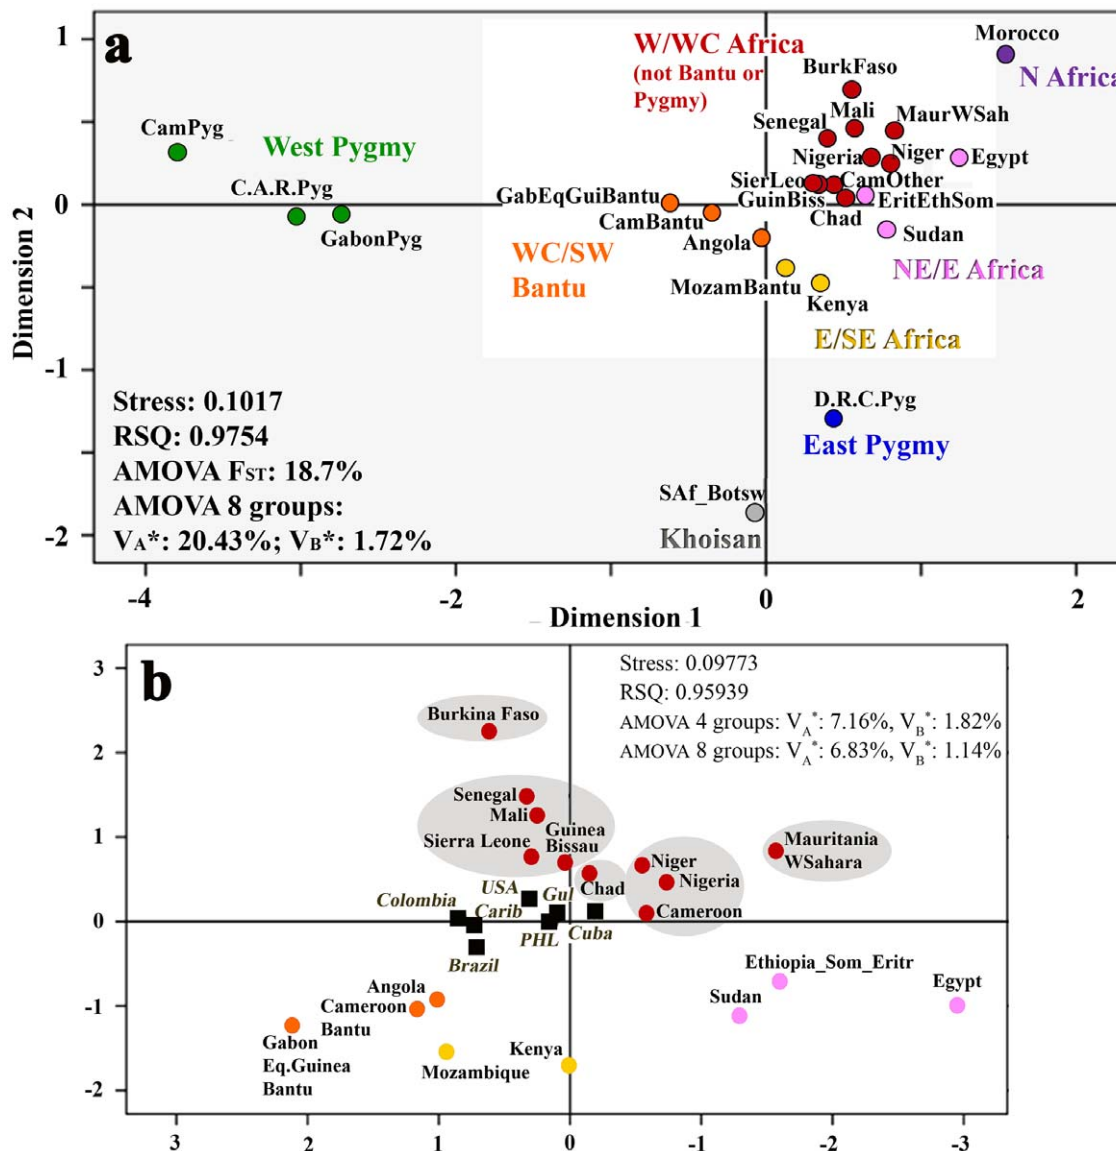 a
W/WC Africa
(not Bantu or
Pygmy)
Morocco
N Africa
BurkFaso
Mali
MaurWSah
Senegal
Nigeria
Niger
Egypt
SierLeo
CamOther
GuinBiss
EritEthSom
Chad
Sudan
NE/E Africa
CamPyg
West Pygmy
C.A.R.Pyg
GabonPyg
GabEqGuiBantu
CamBantu
Angola
WC/SW
Bantu
MozamBantu
Kenya
E/SE Africa
D.R.C.Pyg
East Pygmy
SAf_Botsw
Khoisan
Stress: 0.1017
RSQ: 0.9754
AMOVA FST: 18.7%
AMOVA 8 groups:
VA*: 20.43%; VB*: 1.72%
Dimension 2
1
0
-1
-2
-4
-2
0
2
Dimension 1
b
Stress: 0.09773
RSQ: 0.95939
AMOVA 4 groups: VA*: 7.16%, VB*: 1.82%
AMOVA 8 groups: VA*: 6.83%, VB*: 1.14%
Burkina Faso
Senegal
Mali
Sierra Leone
Guinea
Bissau
Chad
Niger
Nigeria
Cameroon
Mauritania
WSahara
Colombia
USA
Carib
Gul
PHL
Cuba
Brazil
Angola
Cameroon
Bantu
Gabon
Eq.Guinea
Bantu
Mozambique
Kenya
Ethiopia_Som_Eritr
Sudan
Egypt
3
2
1
0
-1
-2
3
2
1
0
-1
-2
-3